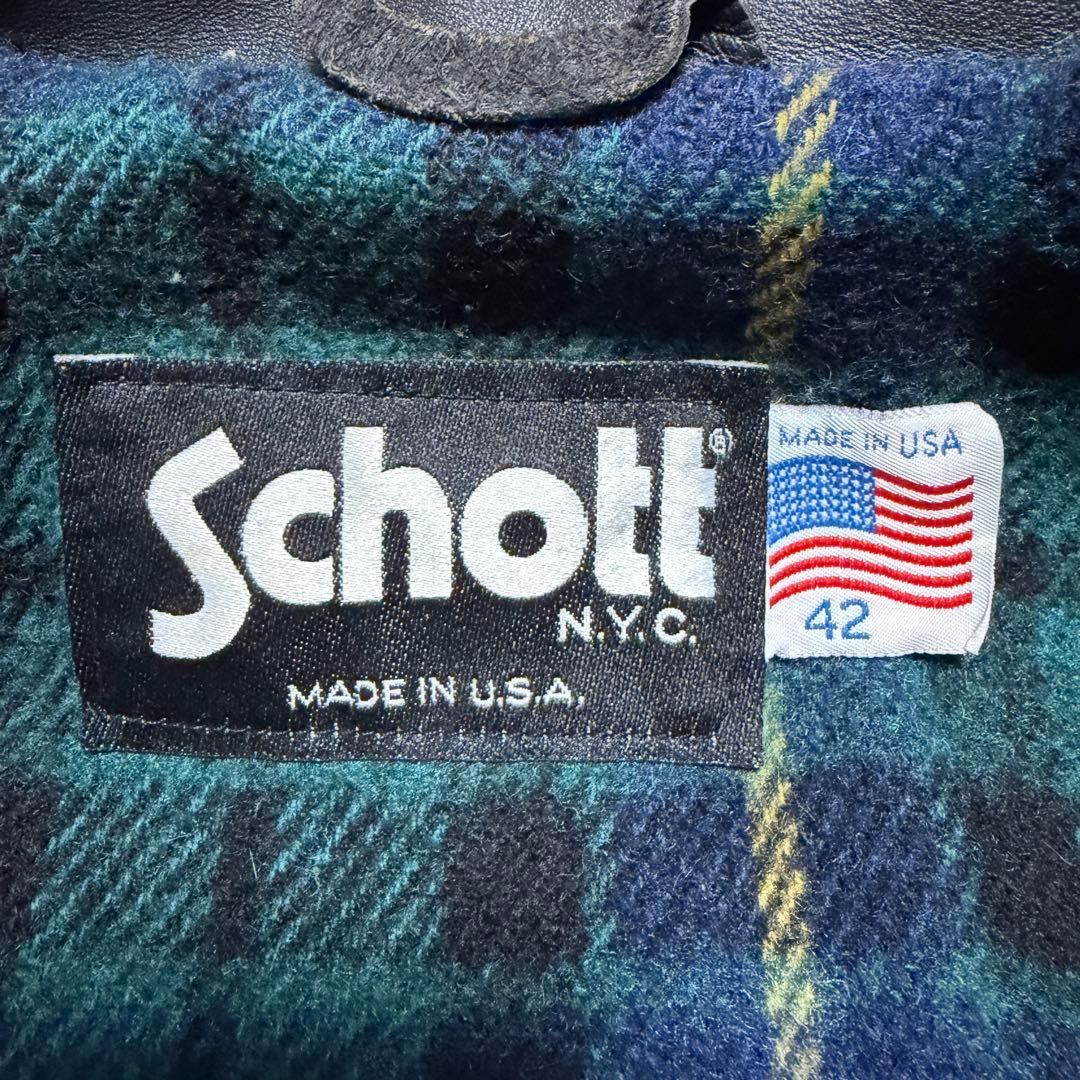 Schott®
N.Y.C.
MADE IN U.S.A.
MADE IN USA
42